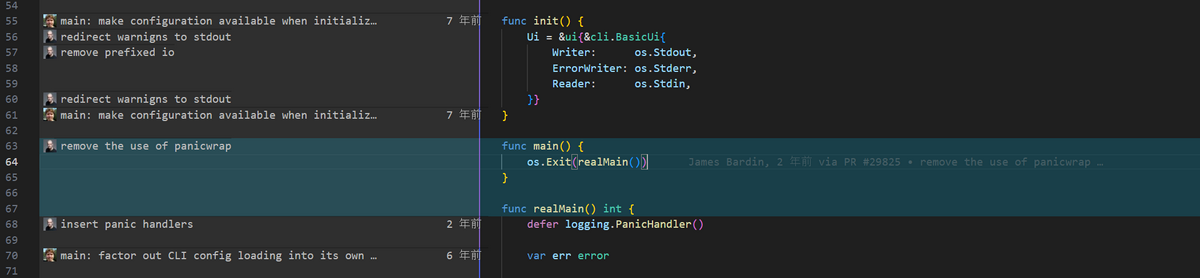 54
55 main: make configuration available when initializ… 7 年前 func init() {
56 redirect warnigns to stdout Ui = &ui{&cli.BasicUi{
57 remove prefixed io Writer: os.Stdout,
58 ErrorWriter: os.Stderr,
59 Reader: os.Stdin,
60 redirect warnigns to stdout }}
61 main: make configuration available when initializ… 7 年前 }
62
63 remove the use of panicwrap func main() {
64 os.Exit(realMain()) James Bardin, 2 年前 via PR #29825 • remove the use of panicwrap …
65 }
66
67 func realMain() int {
68 insert panic handlers 2 年前 defer logging.PanicHandler()
69
70 main: factor out CLI config loading into its own … 6 年前 var err error
71